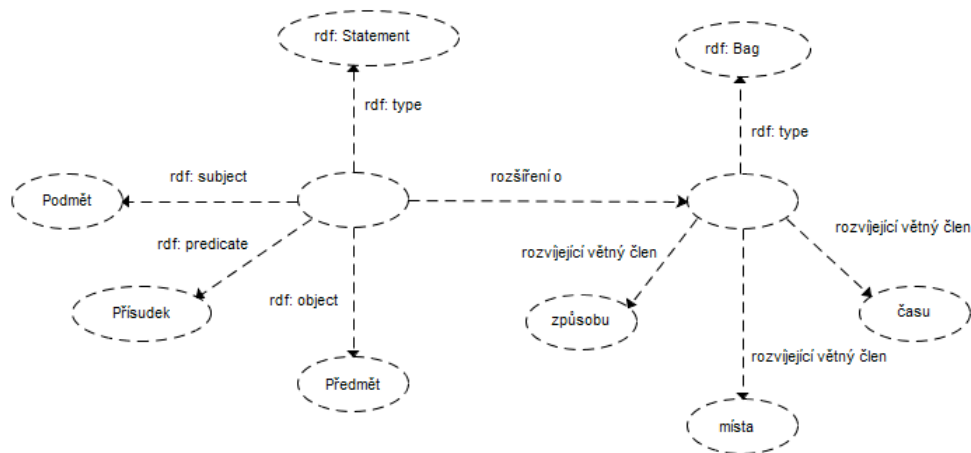 rdf: Statement
rdf: Bag
rdf: type
rdf: type
rdf: subject
rozšíření o
Podmět
rozvíjející větný člen
rdf: predicate
rozvíjející větný člen
rdf: object
Přísudek
způsobu
času
rozvíjející větný člen
Předmět
místa